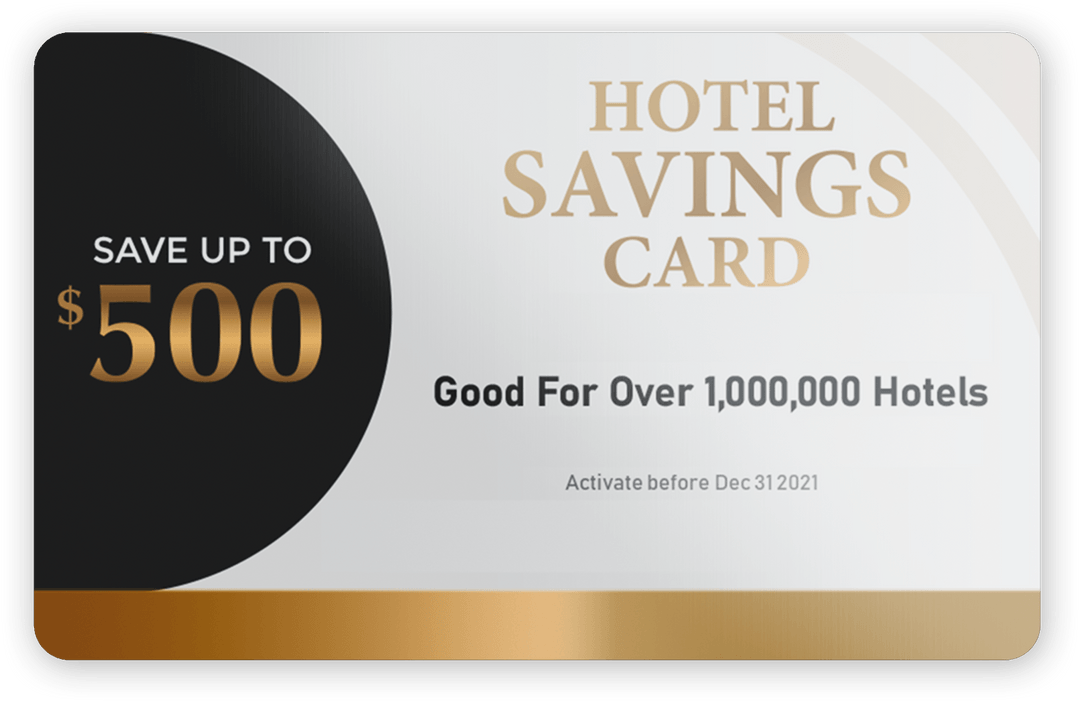 SAVE UP TO
$500
HOTEL
SAVINGS
CARD
Good For Over 1,000,000 Hotels
Activate before Dec 31 2021